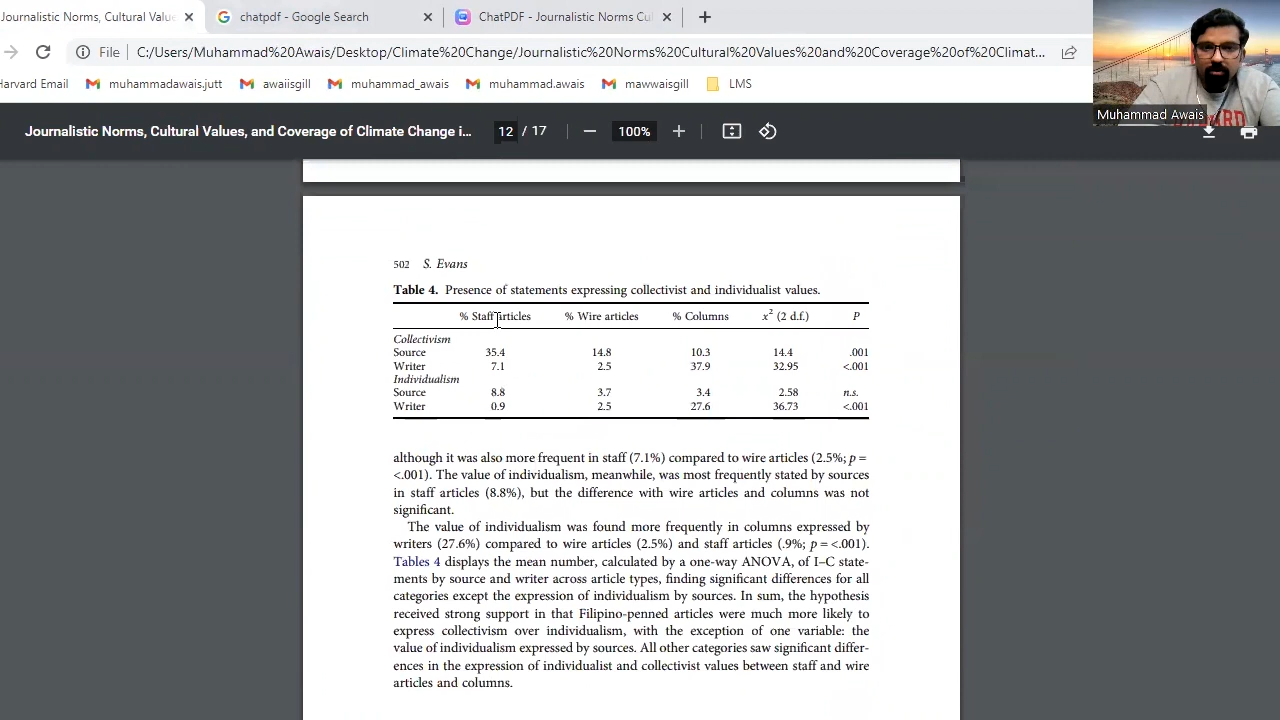 Journalistic Norms, Cultural Value
chatpdf - Google Search
ChatPDF - Journalistic Norms Cul
File
C:/Users/Muhammad%20Awais/Desktop/Climate%20Change/Journalistic%20Norms%20Cultural%20Values%20and%20Coverage%20of%20Climat...
Harvard Email
muhammadawais.jutt
awaiisgill
muhammad_awais
muhammad.awais
mawwaisgill
LMS
Muhammad Awais
Journalistic Norms, Cultural Values, and Coverage of Climate Change i...
12 / 17
100%
502 S. Evans
Table 4. Presence of statements expressing collectivist and individualist values.
% Staff articles % Wire articles % Columns x² (2 d.f.) P
Collectivism
Source 35.4 14.8 10.3 14.4 .001
Writer 7.1 2.5 37.9 32.95 <.001
Individualism
Source 8.8 3.7 3.4 2.58 n.s.
Writer 0.9 2.5 27.6 36.73 <.001
although it was also more frequent in staff (7.1%) compared to wire articles (2.5%; p =
<.001). The value of individualism, meanwhile, was most frequently stated by sources
in staff articles (8.8%), but the difference with wire articles and columns was not
significant.
The value of individualism was found more frequently in columns expressed by
writers (27.6%) compared to wire articles (2.5%) and staff articles (.9%; p = <.001).
Tables 4 displays the mean number, calculated by a one-way ANOVA, of I–C state-
ments by source and writer across article types, finding significant differences for all
categories except the expression of individualism by sources. In sum, the hypothesis
received strong support in that Filipino-penned articles were much more likely to
express collectivism over individualism, with the exception of one variable: the
value of individualism expressed by sources. All other categories saw significant differ-
ences in the expression of individualist and collectivist values between staff and wire
articles and columns.